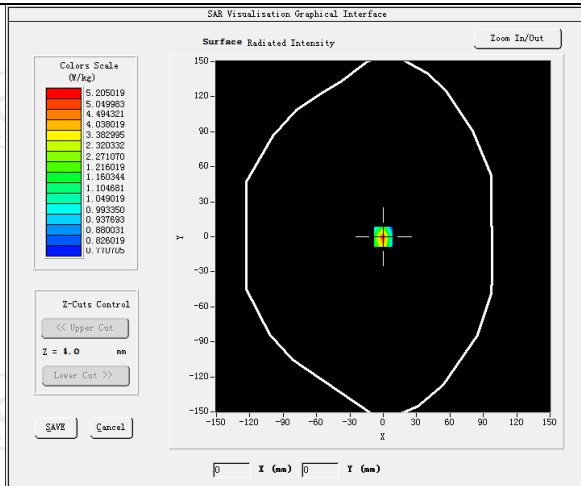 SAR Visualisation Graphical Interface
Surface Radiated Intensity
Zoom In/Out
Colors Scale
(W/kg)
5.205019
5.049983
4.494321
4.038019
3.382995
2.320332
2.271070
1.216019
1.160344
1.104681
1.049019
0.993350
0.937693
0.880031
0.826019
0.770705
Z-Cuts Control
<< Upper Cut
Z = 4.0 mm
Lower Cut >>
SAVE Cancel
150
120
90
60
30
0
-30
-60
-90
-120
-150
Y
-150 -120 -90 -60 -30 0 30 60 90 120 150
X
0 X (mm) 0 Y (mm)